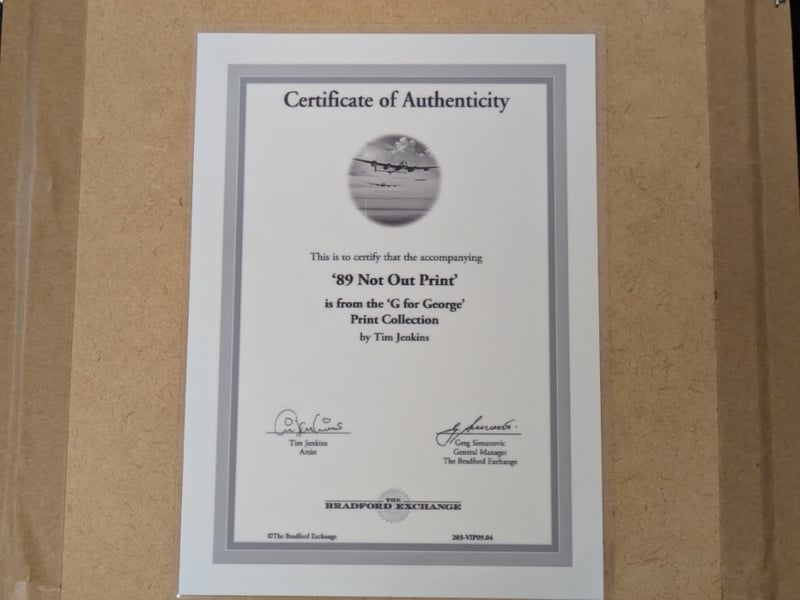 Certificate of Authenticity
This is to certify that the accompanying
‘89 Not Out Print’
is from the ‘G for George’
Print Collection
by Tim Jenkins
Tim Jenkins
Artist
Greg Simunovic
General Manager
The Bradford Exchange
THE
BRADFORD EXCHANGE
©The Bradford Exchange
203-VIP09.04